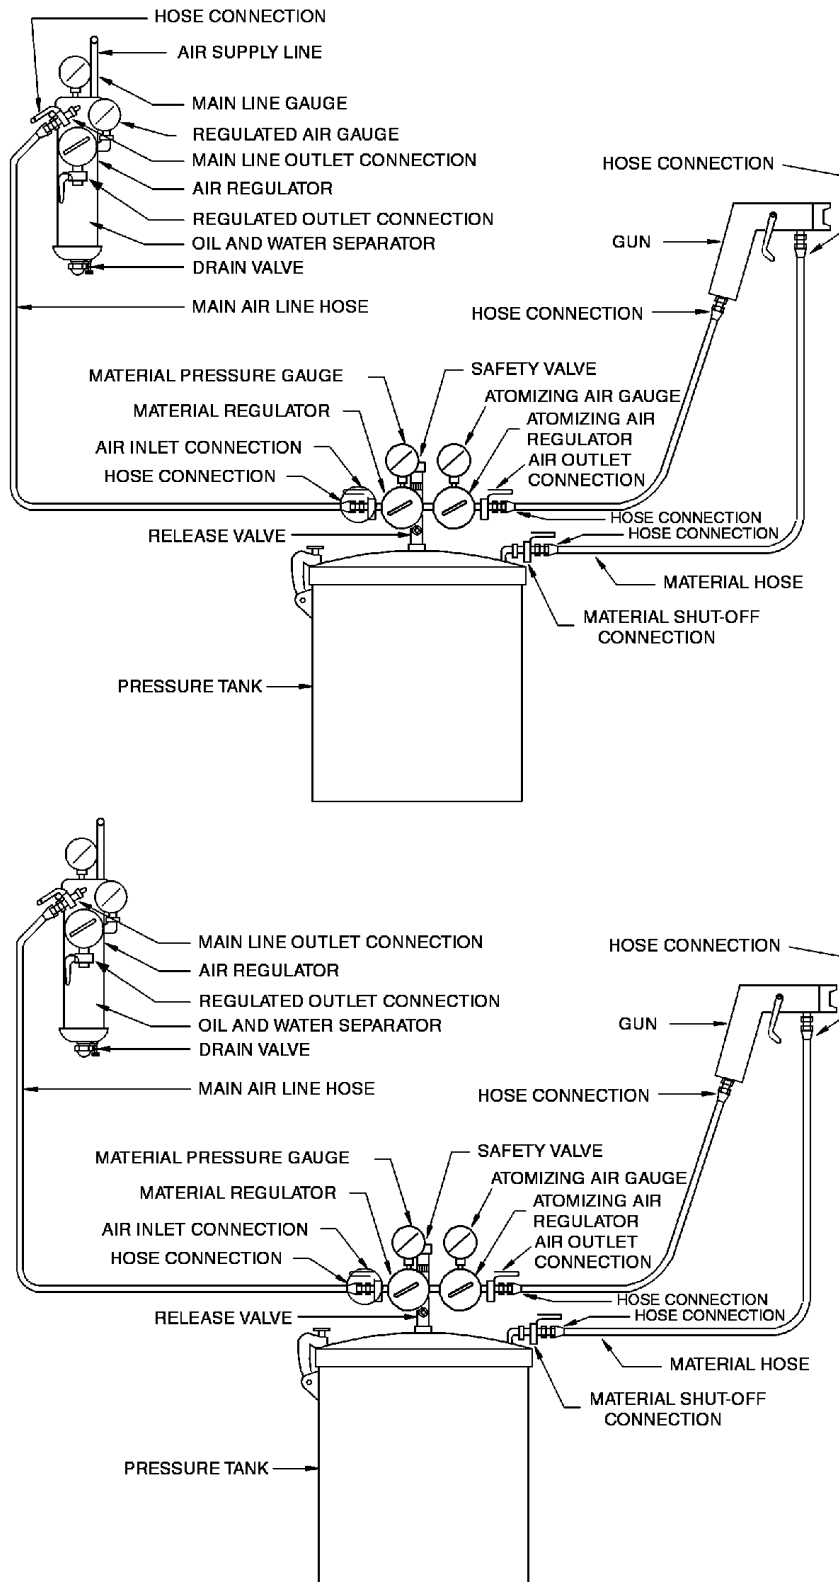 HOSE CONNECTION
AIR SUPPLY LINE
MAIN LINE GAUGE
REGULATED AIR GAUGE
MAIN LINE OUTLET CONNECTION
HOSE CONNECTION
AIR REGULATOR
REGULATED OUTLET CONNECTION
OIL AND WATER SEPARATOR
GUN
DRAIN VALVE
MAIN AIR LINE HOSE
HOSE CONNECTION
MATERIAL PRESSURE GAUGE
SAFETY VALVE
ATOMIZING AIR GAUGE
MATERIAL REGULATOR
ATOMIZING AIR
REGULATOR
AIR INLET CONNECTION
AIR OUTLET
CONNECTION
HOSE CONNECTION
HOSE CONNECTION
HOSE CONNECTION
RELEASE VALVE
MATERIAL HOSE
MATERIAL SHUT-OFF
CONNECTION
PRESSURE TANK
MAIN LINE OUTLET CONNECTION
HOSE CONNECTION
AIR REGULATOR
REGULATED OUTLET CONNECTION
OIL AND WATER SEPARATOR
GUN
DRAIN VALVE
MAIN AIR LINE HOSE
HOSE CONNECTION
MATERIAL PRESSURE GAUGE
SAFETY VALVE
ATOMIZING AIR GAUGE
MATERIAL REGULATOR
ATOMIZING AIR
REGULATOR
AIR INLET CONNECTION
AIR OUTLET
CONNECTION
HOSE CONNECTION
HOSE CONNECTION
HOSE CONNECTION
RELEASE VALVE
MATERIAL HOSE
MATERIAL SHUT-OFF
CONNECTION
PRESSURE TANK